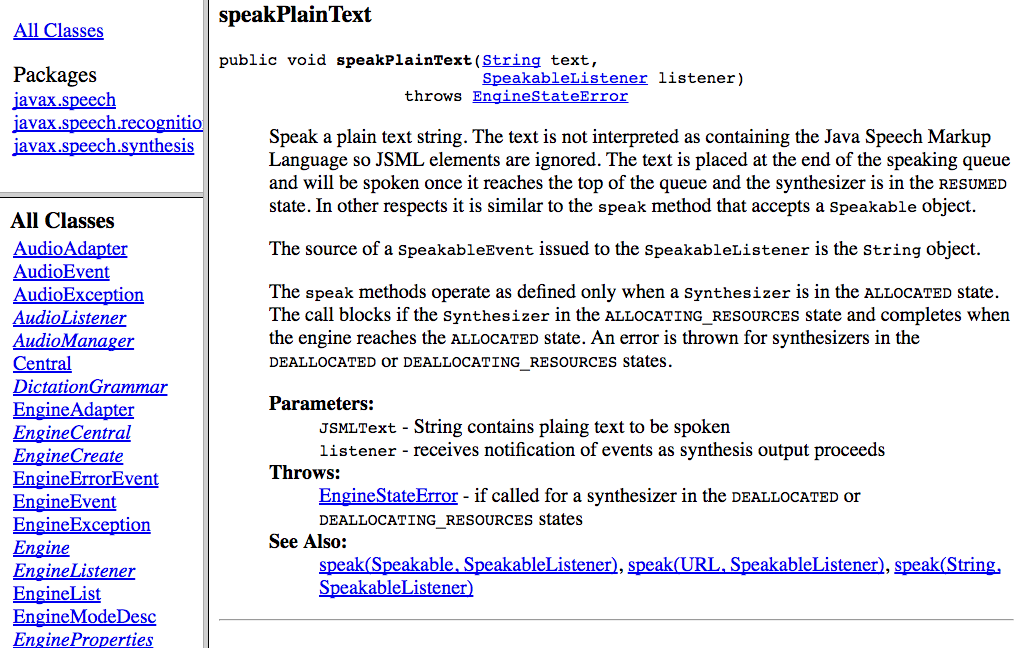 All Classes
Packages
javax.speech
javax.speech.recognitio
javax.speech.synthesis
All Classes
AudioAdapter
AudioEvent
AudioException
AudioListener
AudioManager
Central
DictationGrammar
EngineAdapter
EngineCentral
EngineCreate
EngineErrorEvent
EngineEvent
EngineException
Engine
EngineListener
EngineList
EngineModeDesc
EngineProperties
speakPlainText
public void speakPlainText(String text,
SpeakableListener listener)
throws EngineStateError
Speak a plain text string. The text is not interpreted as containing the Java Speech Markup
Language so JSML elements are ignored. The text is placed at the end of the speaking queue
and will be spoken once it reaches the top of the queue and the synthesizer is in the RESUMED
state. In other respects it is similar to the speak method that accepts a Speakable object.
The source of a SpeakableEvent issued to the SpeakableListener is the String object.
The speak methods operate as defined only when a Synthesizer is in the ALLOCATED state.
The call blocks if the Synthesizer in the ALLOCATING_RESOURCES state and completes when
the engine reaches the ALLOCATED state. An error is thrown for synthesizers in the
DEALLOCATED or DEALLOCATING_RESOURCES states.
Parameters:
JSMLText - String contains plaing text to be spoken
listener - receives notification of events as synthesis output proceeds
Throws:
EngineStateError - if called for a synthesizer in the DEALLOCATED or
DEALLOCATING_RESOURCES states
See Also:
speak(Speakable, SpeakableListener), speak(URL, SpeakableListener), speak(String,
SpeakableListener)